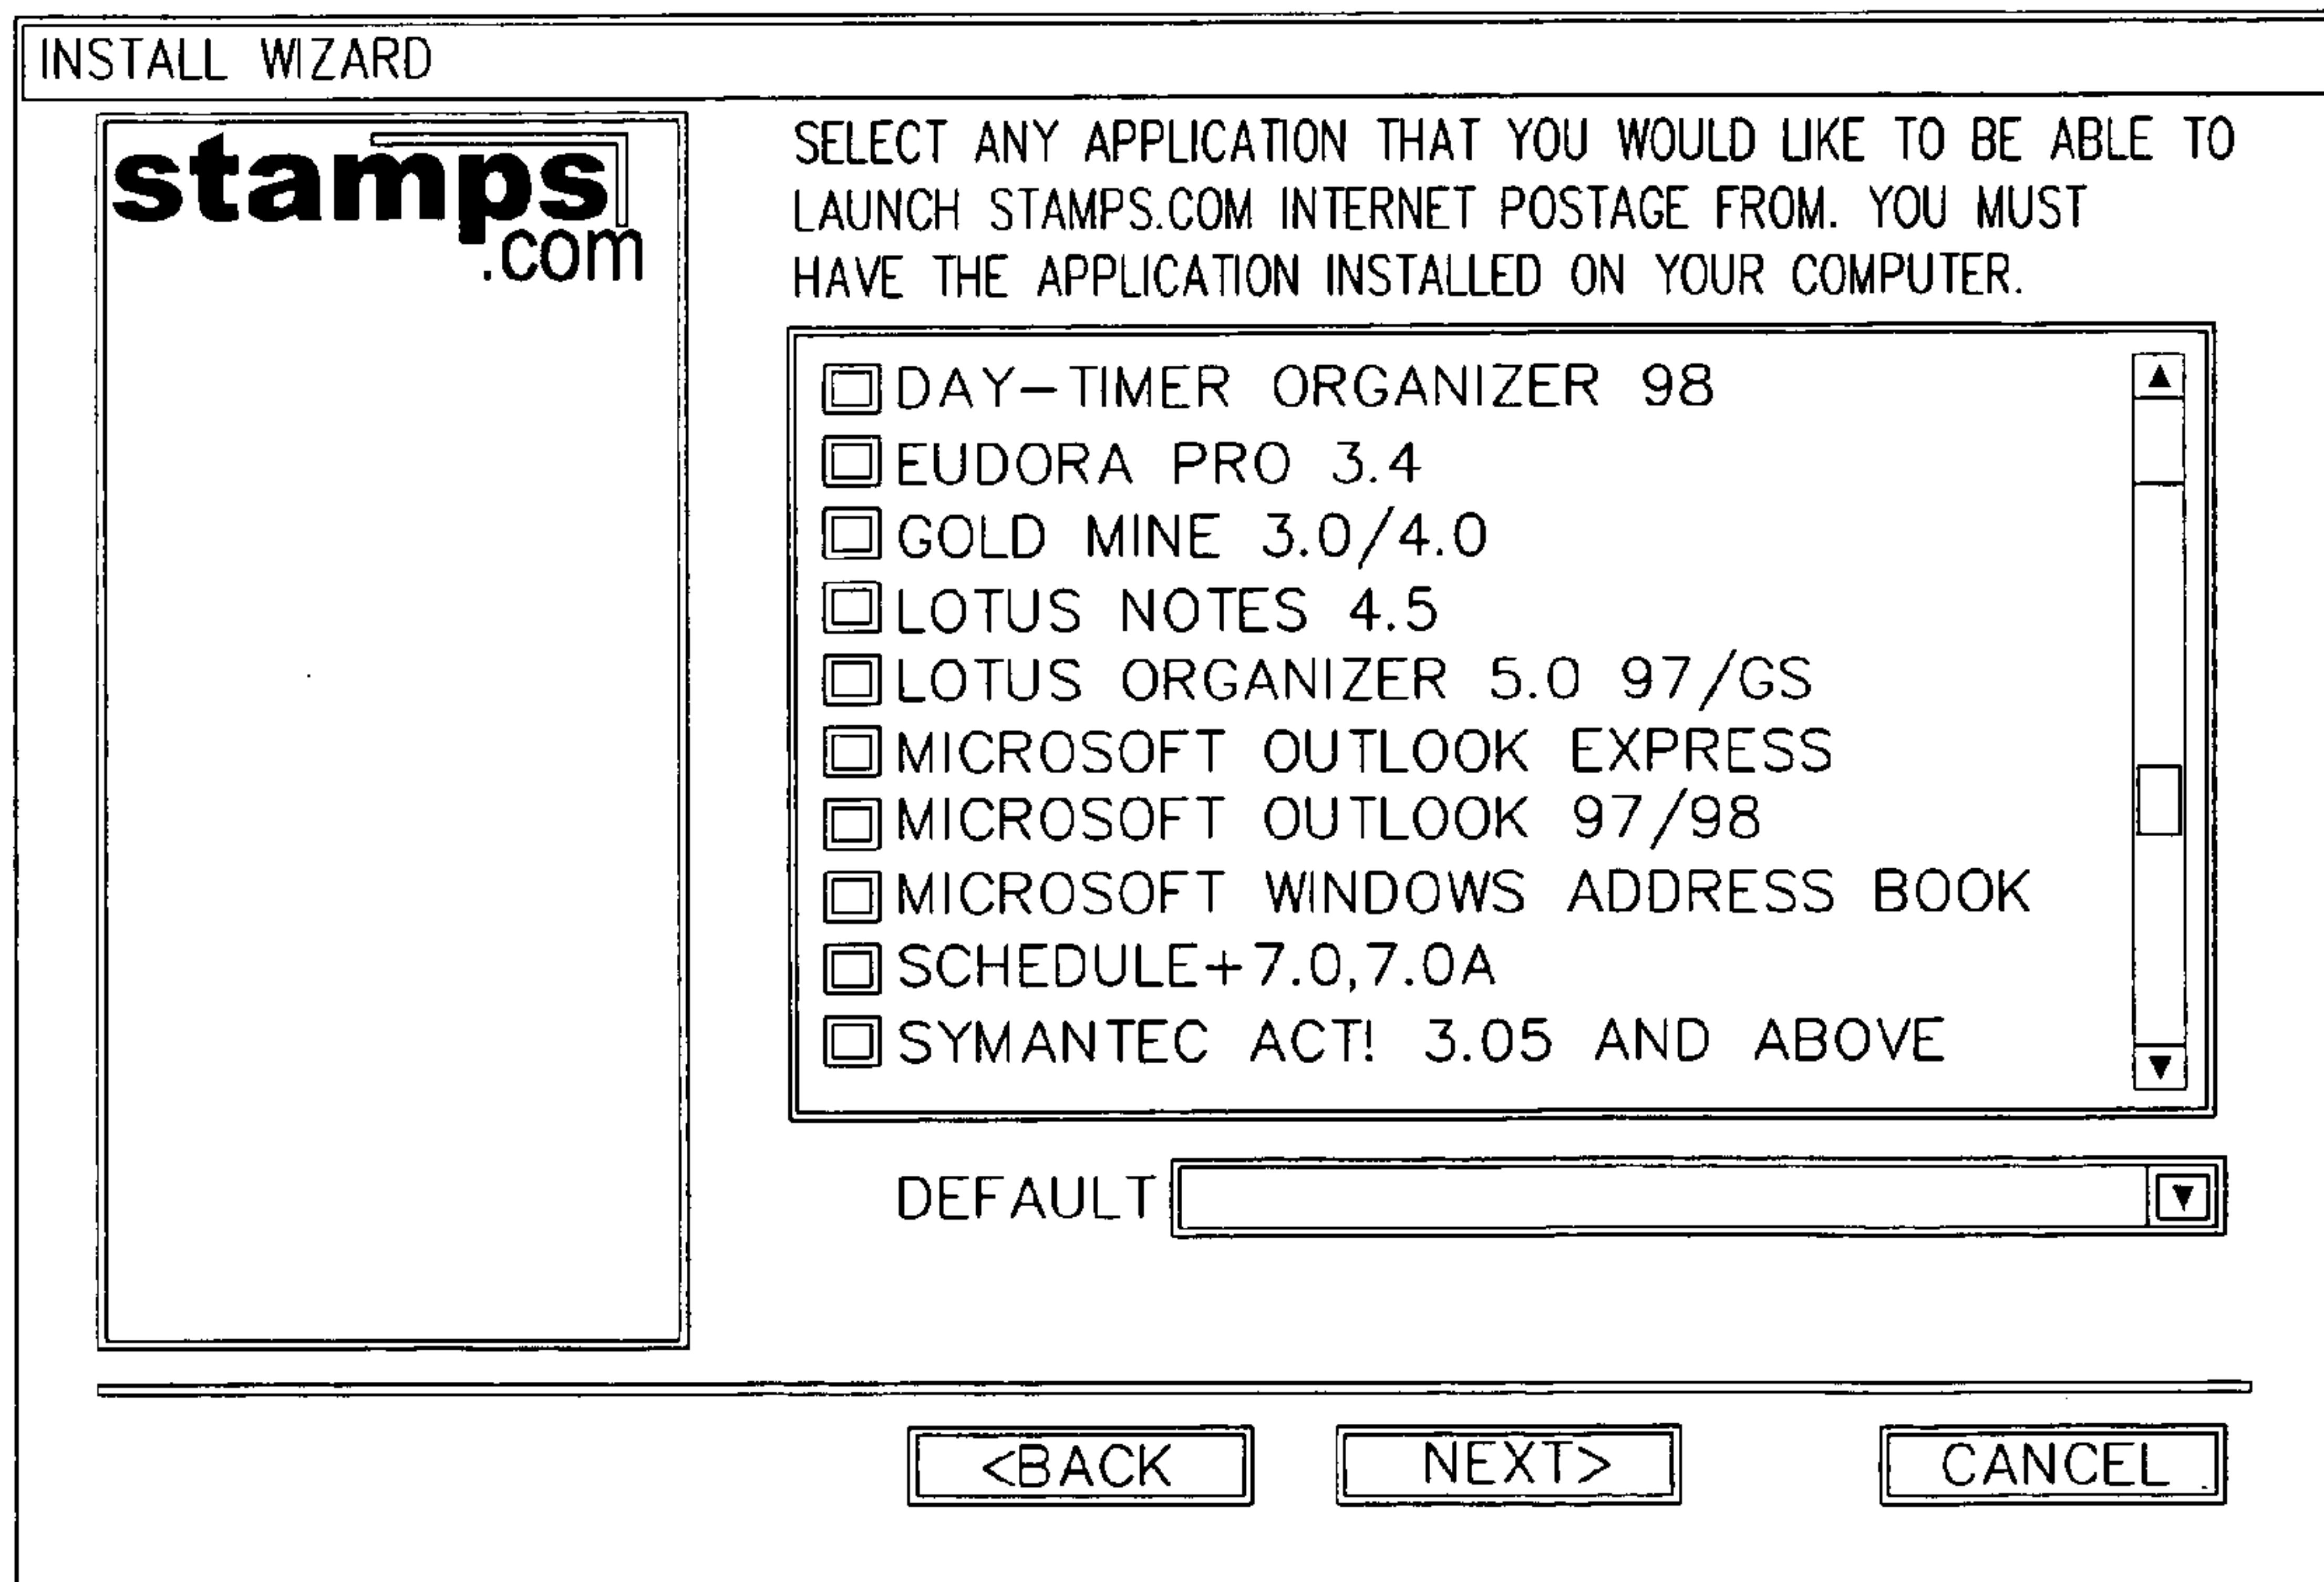 INSTALL WIZARD
stamps
.com
SELECT ANY APPLICATION THAT YOU WOULD LIKE TO BE ABLE TO
LAUNCH STAMPS.COM INTERNET POSTAGE FROM. YOU MUST
HAVE THE APPLICATION INSTALLED ON YOUR COMPUTER.
DAY-TIMER ORGANIZER 98
EUDORA PRO 3.4
GOLD MINE 3.0/4.0
LOTUS NOTES 4.5
LOTUS ORGANIZER 5.0 97/GS
MICROSOFT OUTLOOK EXPRESS
MICROSOFT OUTLOOK 97/98
MICROSOFT WINDOWS ADDRESS BOOK
SCHEDULE+7.0,7.0A
SYMANTEC ACT! 3.05 AND ABOVE
DEFAULT
<BACK NEXT> CANCEL